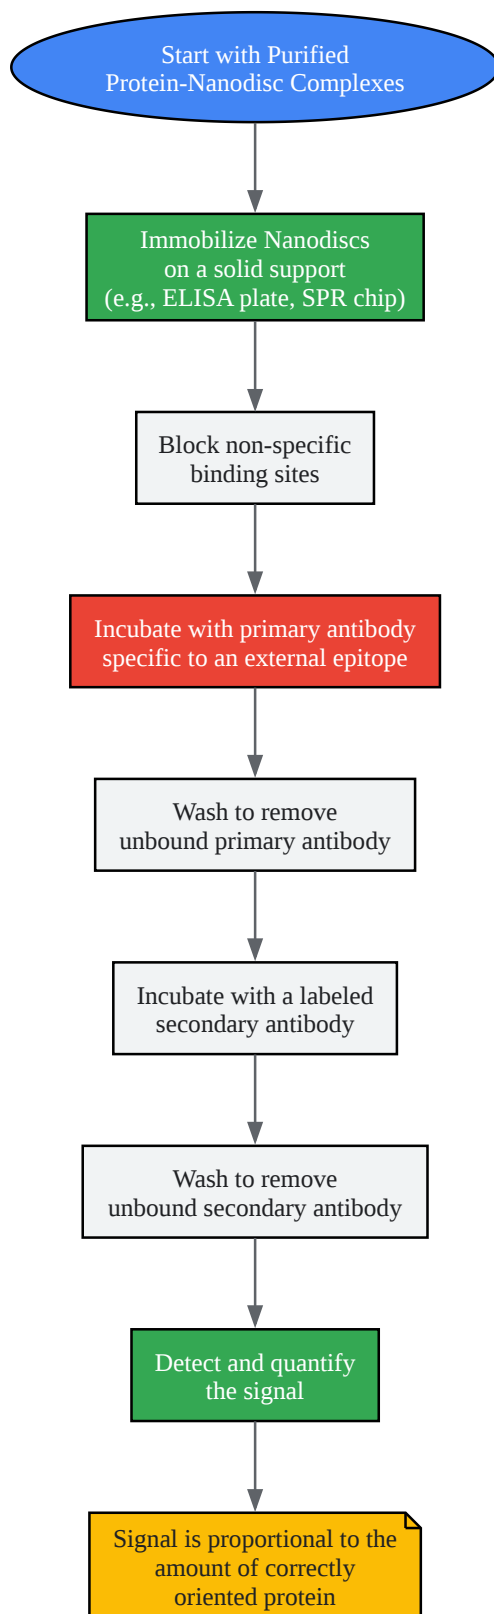 Start with Purified
Protein-Nanodisc Complexes
Immobilize Nanodiscs
on a solid support
(e.g., ELISA plate, SPR chip)
Block non-specific
binding sites
Incubate with primary antibody
specific to an external epitope
Wash to remove
unbound primary antibody
Incubate with a labeled
secondary antibody
Wash to remove
unbound secondary antibody
Detect and quantify
the signal
Signal is proportional to the
amount of correctly
oriented protein